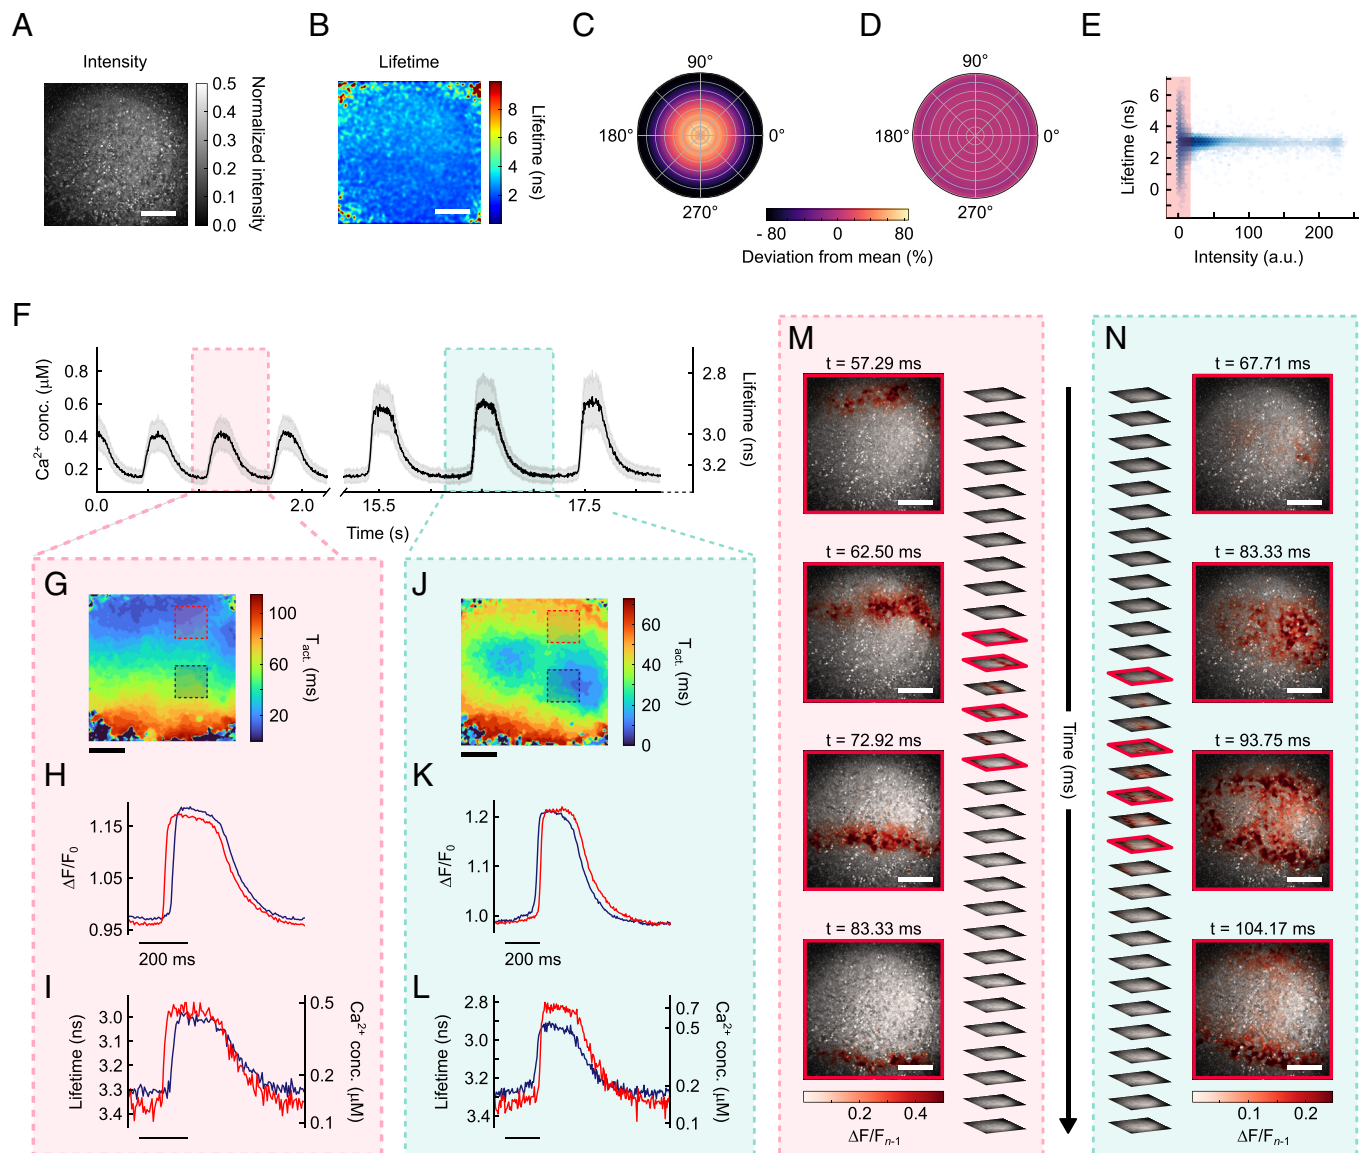 A
B
C
D
E
Intensity
0.5
0.4
0.3
0.2
0.1
0.0
Normalized intensity
Lifetime
8
6
4
2
Lifetime (ns)
90°
180°
0°
270°
90°
180°
0°
270°
- 80
0
80
Deviation from mean (%)
Lifetime (ns)
6
4
2
0
0
100
200
Intensity (a.u.)
F
Ca2+ conc. (μM)
0.8
0.6
0.4
0.2
0.0
2.0
15.5
17.5
Time (s)
2.8
3.0
3.2
Lifetime (ns)
G
100
60
20
Tact. (ms)
H
ΔF/F0
1.15
1.05
0.95
200 ms
I
Lifetime (ns)
3.0
3.1
3.2
3.3
3.4
0.5
0.2
0.1
Ca2+ conc. (μM)
J
60
40
20
0
Tact. (ms)
K
ΔF/F0
1.2
1.1
1.0
200 ms
L
Lifetime (ns)
2.8
3.0
3.2
3.4
0.7
0.5
0.2
0.1
Ca2+ conc. (μM)
M
t = 57.29 ms
t = 62.50 ms
t = 72.92 ms
t = 83.33 ms
0.2
0.4
ΔF/Fn-1
Time (ms)
N
t = 67.71 ms
t = 83.33 ms
t = 93.75 ms
t = 104.17 ms
0.1
0.2
ΔF/Fn-1